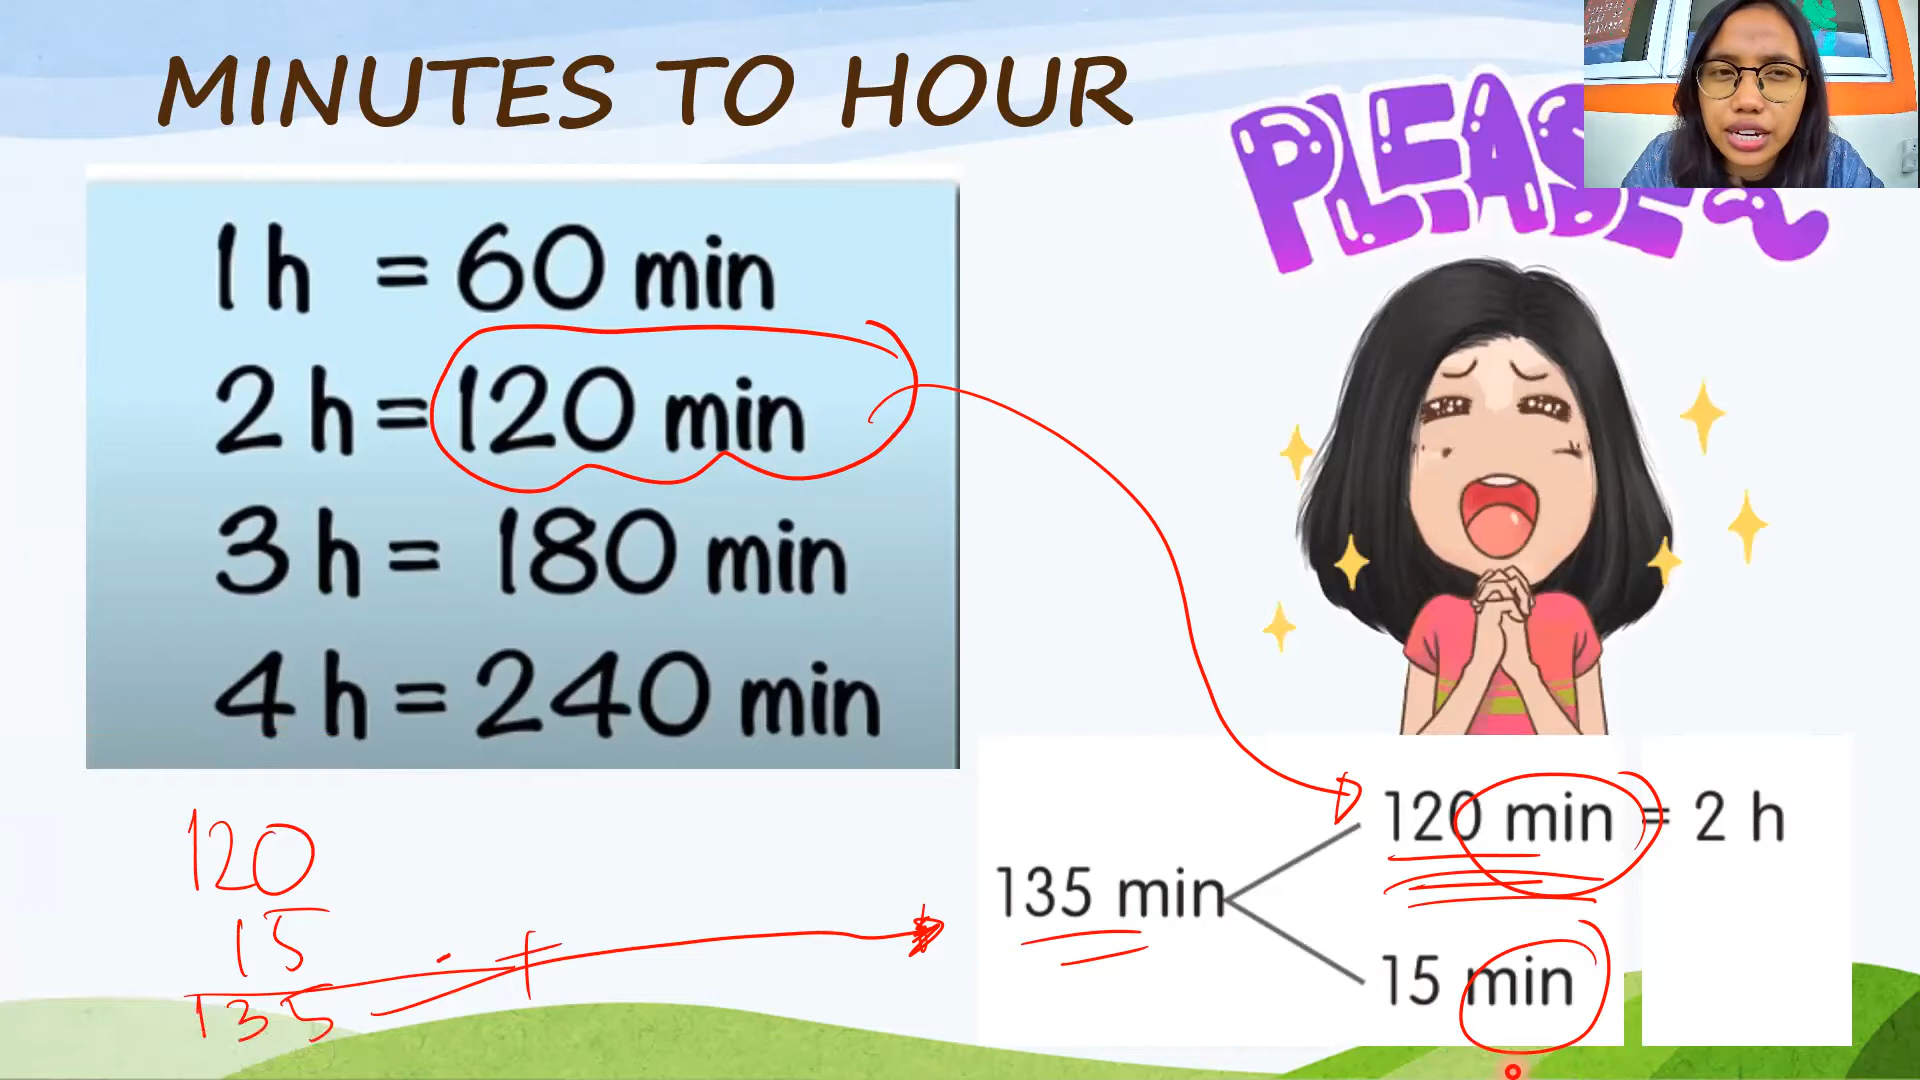 MINUTES TO HOUR
PLEASE~
1 h = 60 min
2 h = 120 min
3 h = 180 min
4 h = 240 min
120
15
+
135
135 min
120 min = 2 h
15 min